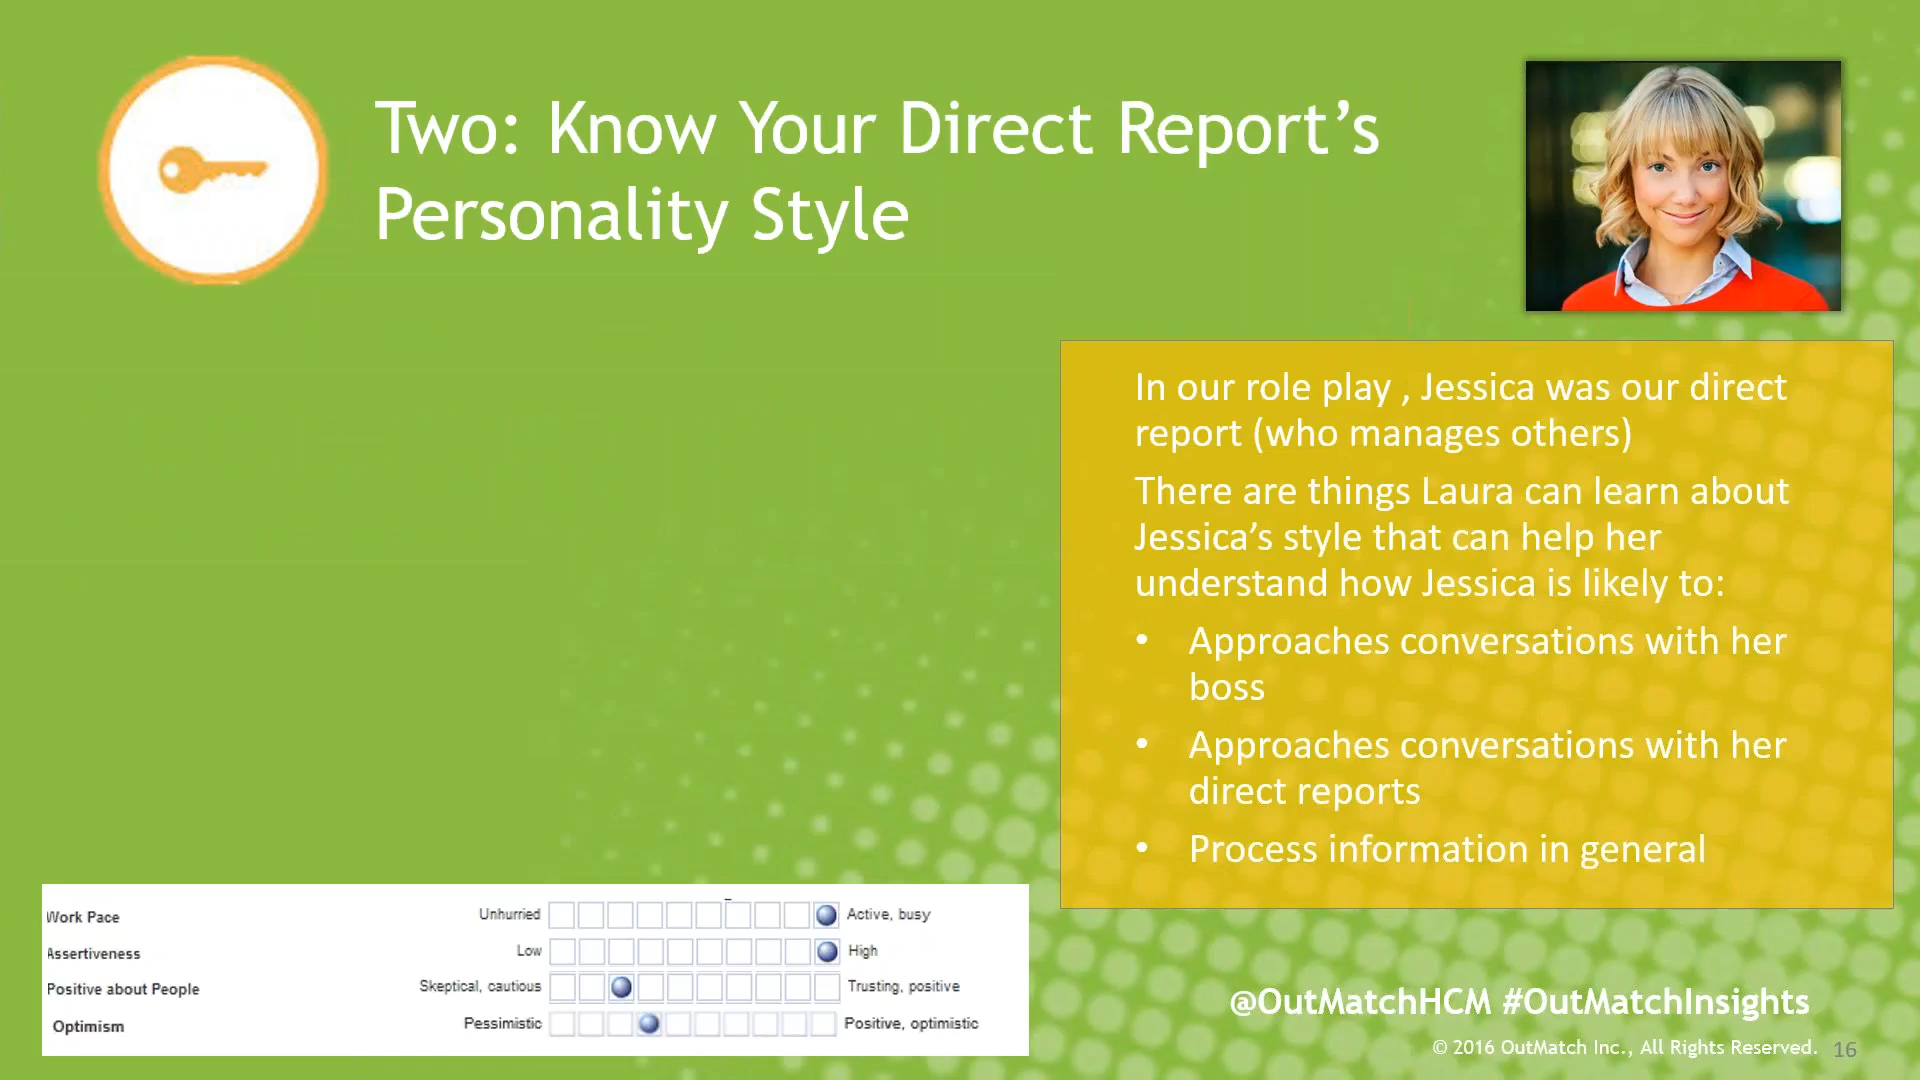 Two: Know Your Direct Report’s
Personality Style
In our role play , Jessica was our direct
report (who manages others)
There are things Laura can learn about
Jessica’s style that can help her
understand how Jessica is likely to:
• Approaches conversations with her
boss
• Approaches conversations with her
direct reports
• Process information in general
Work Pace Unhurried Active, busy
Assertiveness Low High
Positive about People Skeptical, cautious Trusting, positive
Optimism Pessimistic Positive, optimistic
@OutMatchHCM #OutMatchInsights
© 2016 OutMatch Inc., All Rights Reserved. 16